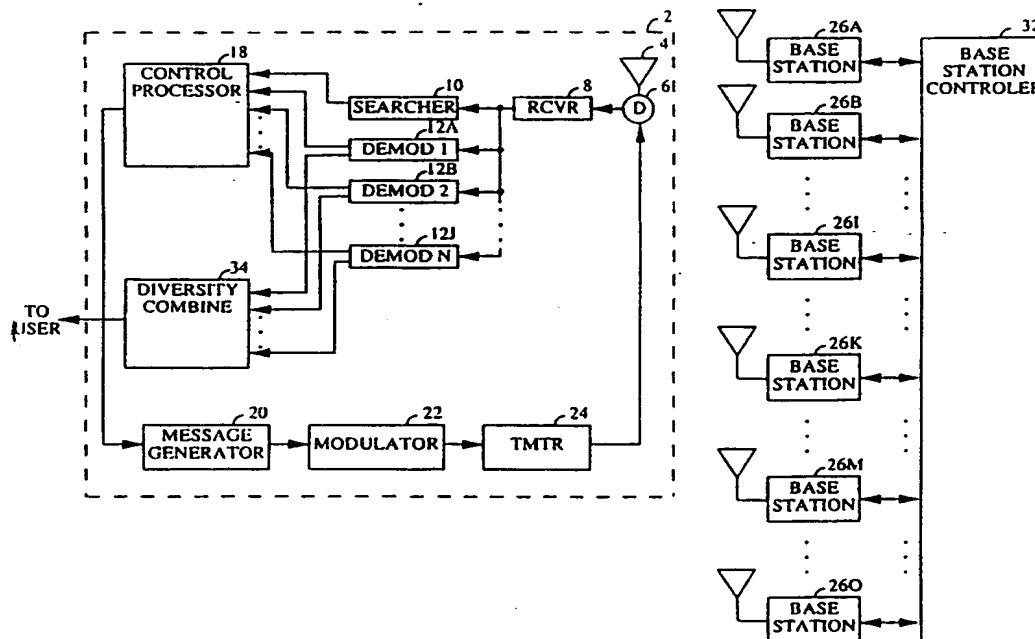 2
18
CONTROL
PROCESSOR
10
SEARCHER
8
RCVR
4
6
D
12A
DEMOD 1
12B
DEMOD 2
12J
DEMOD N
34
DIVERSITY
COMBINE
TO
USER
20
MESSAGE
GENERATOR
22
MODULATOR
24
TMTR
26A
BASE
STATION
26B
BASE
STATION
26I
BASE
STATION
26K
BASE
STATION
26M
BASE
STATION
26O
BASE
STATION
32
BASE
STATION
CONTROLER